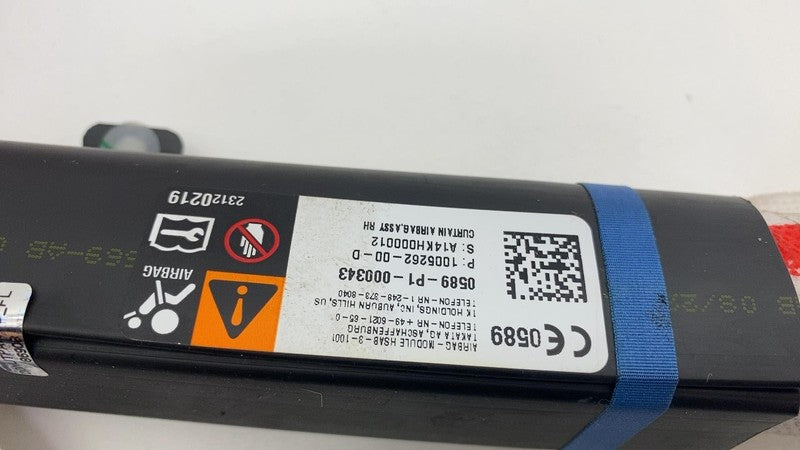 CE 0589
AIRBAG - MODULE HSAB-3-1001
TAKATA AG, ASCHAFFENBURG
TELEFON -NR + 49-6021-65-0
TK HOLDINGS, INC, AUBURN HILLS, US
TELEFON -NR 1-248-373-8040
0589-P1-000343
P: 1005262-00-D
S: A14KH000012
CURTAIN AIRBAG,ASSY RH
AIRBAG
23120219